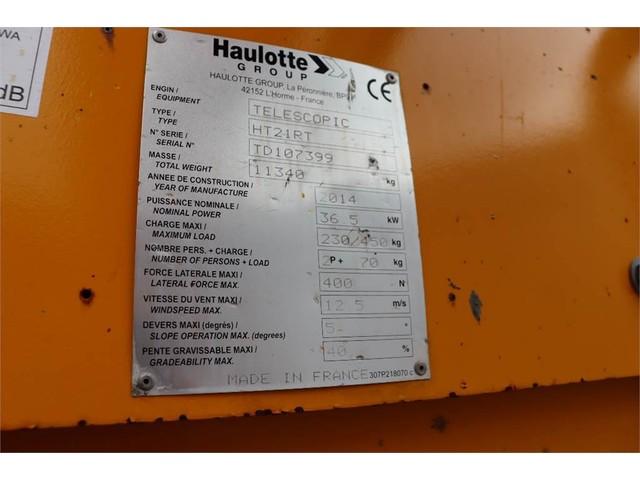 WA
dB
Haulotte
GROUP
CE
HAULOTTE GROUP, La Péronnière, BP9
42152 L'Horme - France
ENGIN / EQUIPMENT TELESCOPIC
TYPE / TYPE HT21RT
N° SERIE / SERIAL N° TD107399
MASSE / TOTAL WEIGHT 11340 kg
ANNEE DE CONSTRUCTION / YEAR OF MANUFACTURE 2014
PUISSANCE NOMINALE / NOMINAL POWER 36.5 kW
CHARGE MAXI / MAXIMUM LOAD 230/450 kg
NOMBRE PERS. + CHARGE / NUMBER OF PERSONS + LOAD 2P+ 70 kg
FORCE LATERALE MAXI / LATERAL FORCE MAX. 400 N
VITESSE DU VENT MAXI / WINDSPEED MAX. 12.5 m/s
DEVERS MAXI (degrés) / SLOPE OPERATION MAX. (degrees) 5 °
PENTE GRAVISSABLE MAXI / GRADEABILITY MAX. 40 %
MADE IN FRANCE 307P218070 c